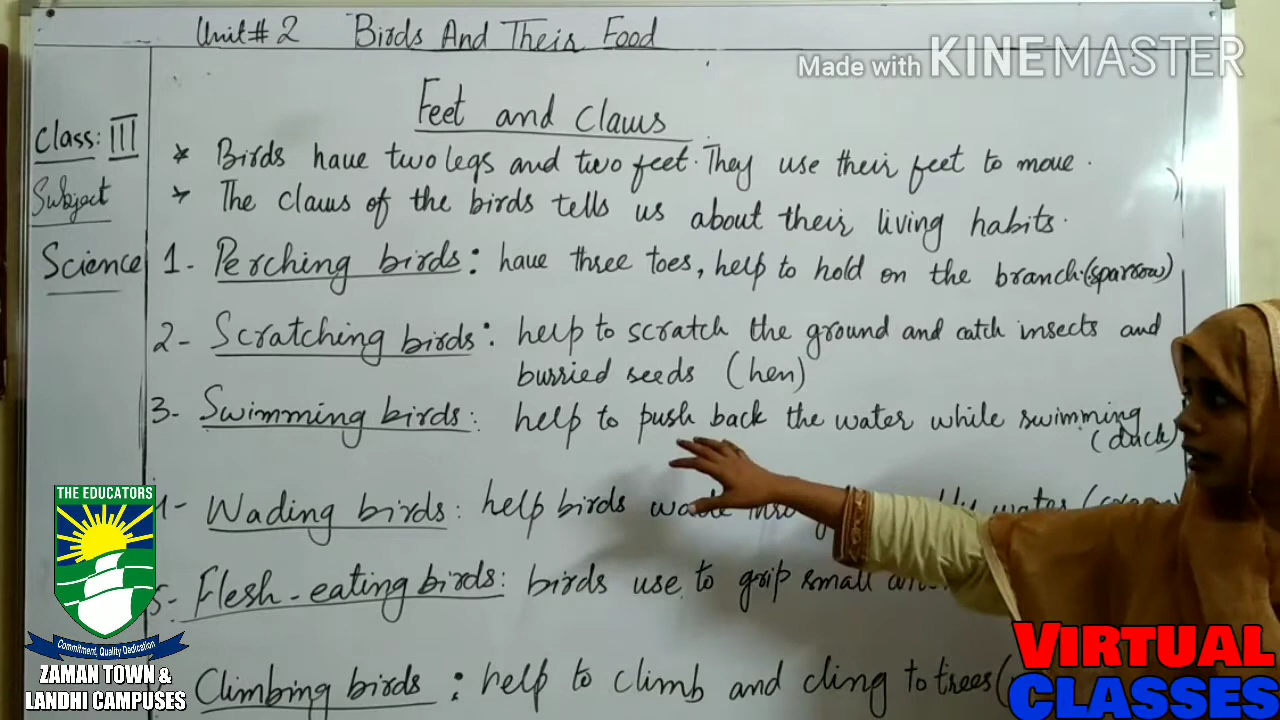 Unit # 2 Birds And Their Food
Made with KINEMASTER
Feet and Claws
Class: III
Subject
Science
* Birds have two legs and two feet. They use their feet to move.
* The claws of the birds tells us about their living habits.
1- Perching birds: have three toes, help to hold on the branch. (sparrow)
2- Scratching birds: help to scratch the ground and catch insects and
burried seeds (hen)
3- Swimming birds: help to push back the water while swimming
(duck)
4- Wading birds: help birds
5- Flesh-eating birds: birds use to grip small
Climbing birds: help to climb and cling to trees (
THE EDUCATORS
Commitment, Quality, Dedication
ZAMAN TOWN &
LANDHI CAMPUSES
VIRTUAL
CLASSES